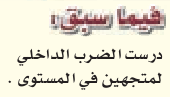 فيما سبق:
درست الضرب الداخلي
لمتجهين في المستوى .